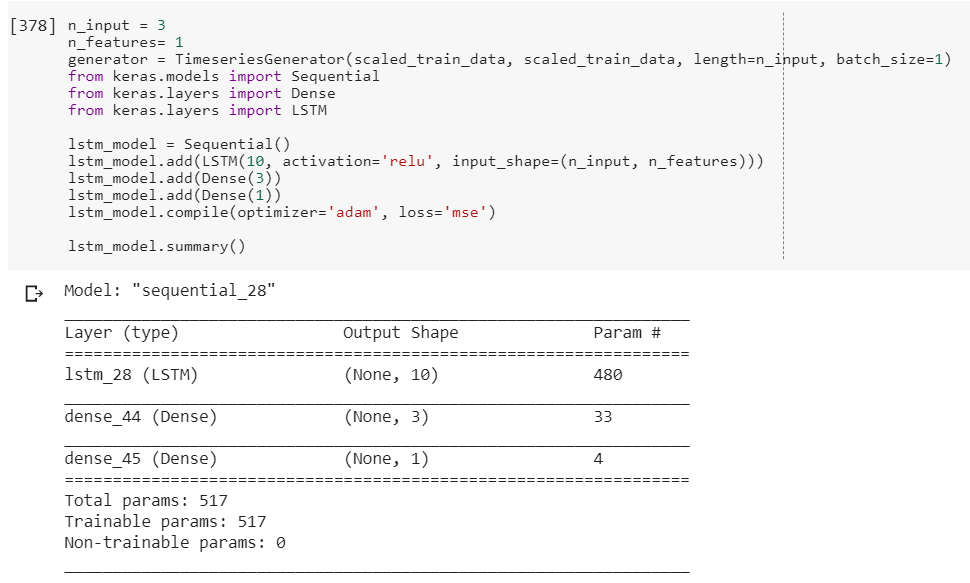 [378] n_input = 3
n_features= 1
generator = TimeseriesGenerator(scaled_train_data, scaled_train_data, length=n_input, batch_size=1)
from keras.models import Sequential
from keras.layers import Dense
from keras.layers import LSTM
lstm_model = Sequential()
lstm_model.add(LSTM(10, activation='relu', input_shape=(n_input, n_features)))
lstm_model.add(Dense(3))
lstm_model.add(Dense(1))
lstm_model.compile(optimizer='adam', loss='mse')
lstm_model.summary()
Model: "sequential_28"
_________________________________________________________________
Layer (type) Output Shape Param #
=================================================================
lstm_28 (LSTM) (None, 10) 480
_________________________________________________________________
dense_44 (Dense) (None, 3) 33
_________________________________________________________________
dense_45 (Dense) (None, 1) 4
=================================================================
Total params: 517
Trainable params: 517
Non-trainable params: 0
_________________________________________________________________